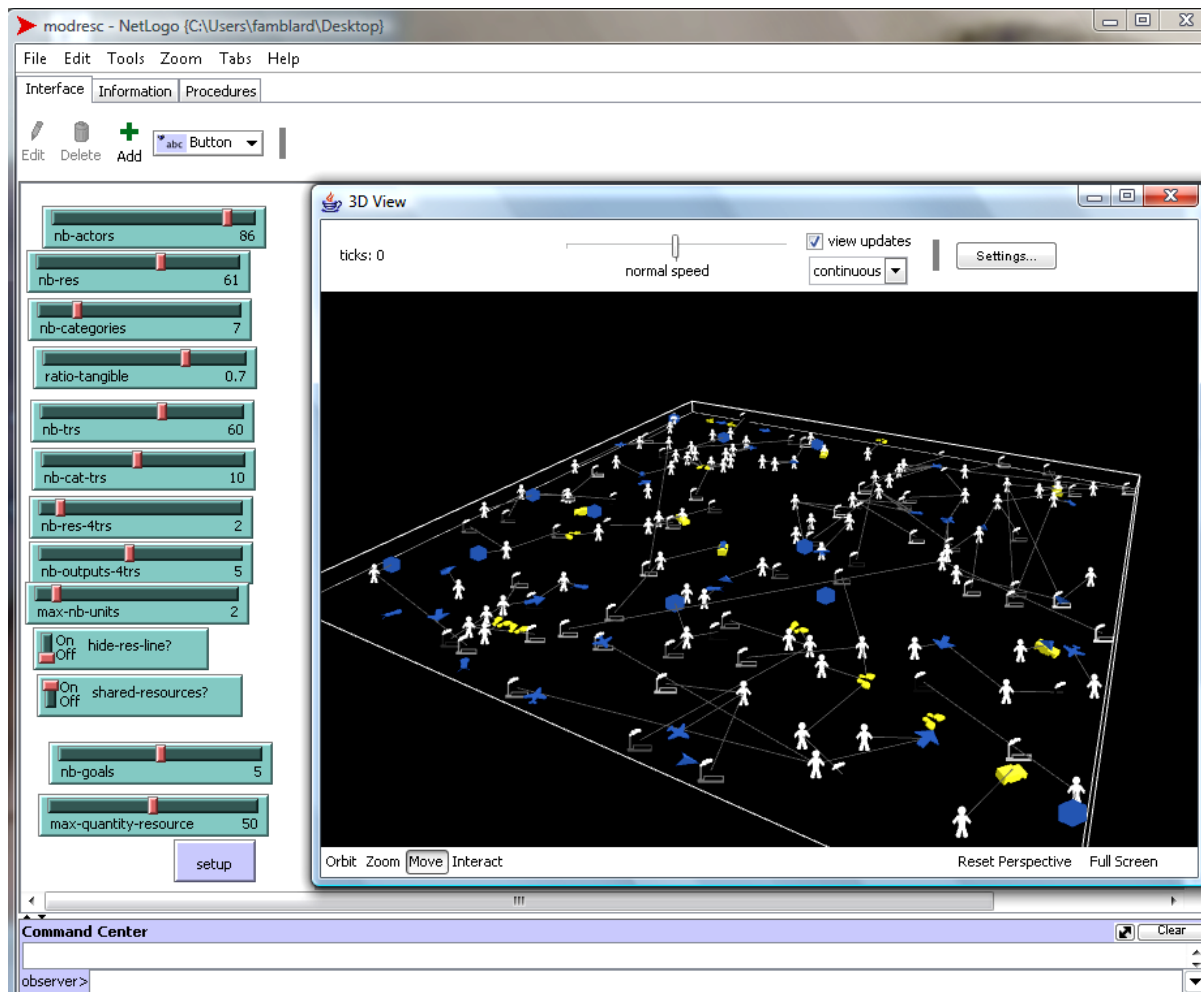 modresc - NetLogo {C:\Users\famblard\Desktop}
File Edit Tools Zoom Tabs Help
Interface Information Procedures
Edit Delete Add abc Button
nb-actors 86
nb-res 61
nb-categories 7
ratio-tangible 0.7
nb-trs 60
nb-cat-trs 10
nb-res-4trs 2
nb-outputs-4trs 5
max-nb-units 2
On
Off hide-res-line?
On
Off shared-resources?
nb-goals 5
max-quantity-resource 50
setup
3D View
ticks: 0
normal speed
view updates
continuous
Settings...
Orbit Zoom Move Interact Reset Perspective Full Screen
Command Center Clear
observer>